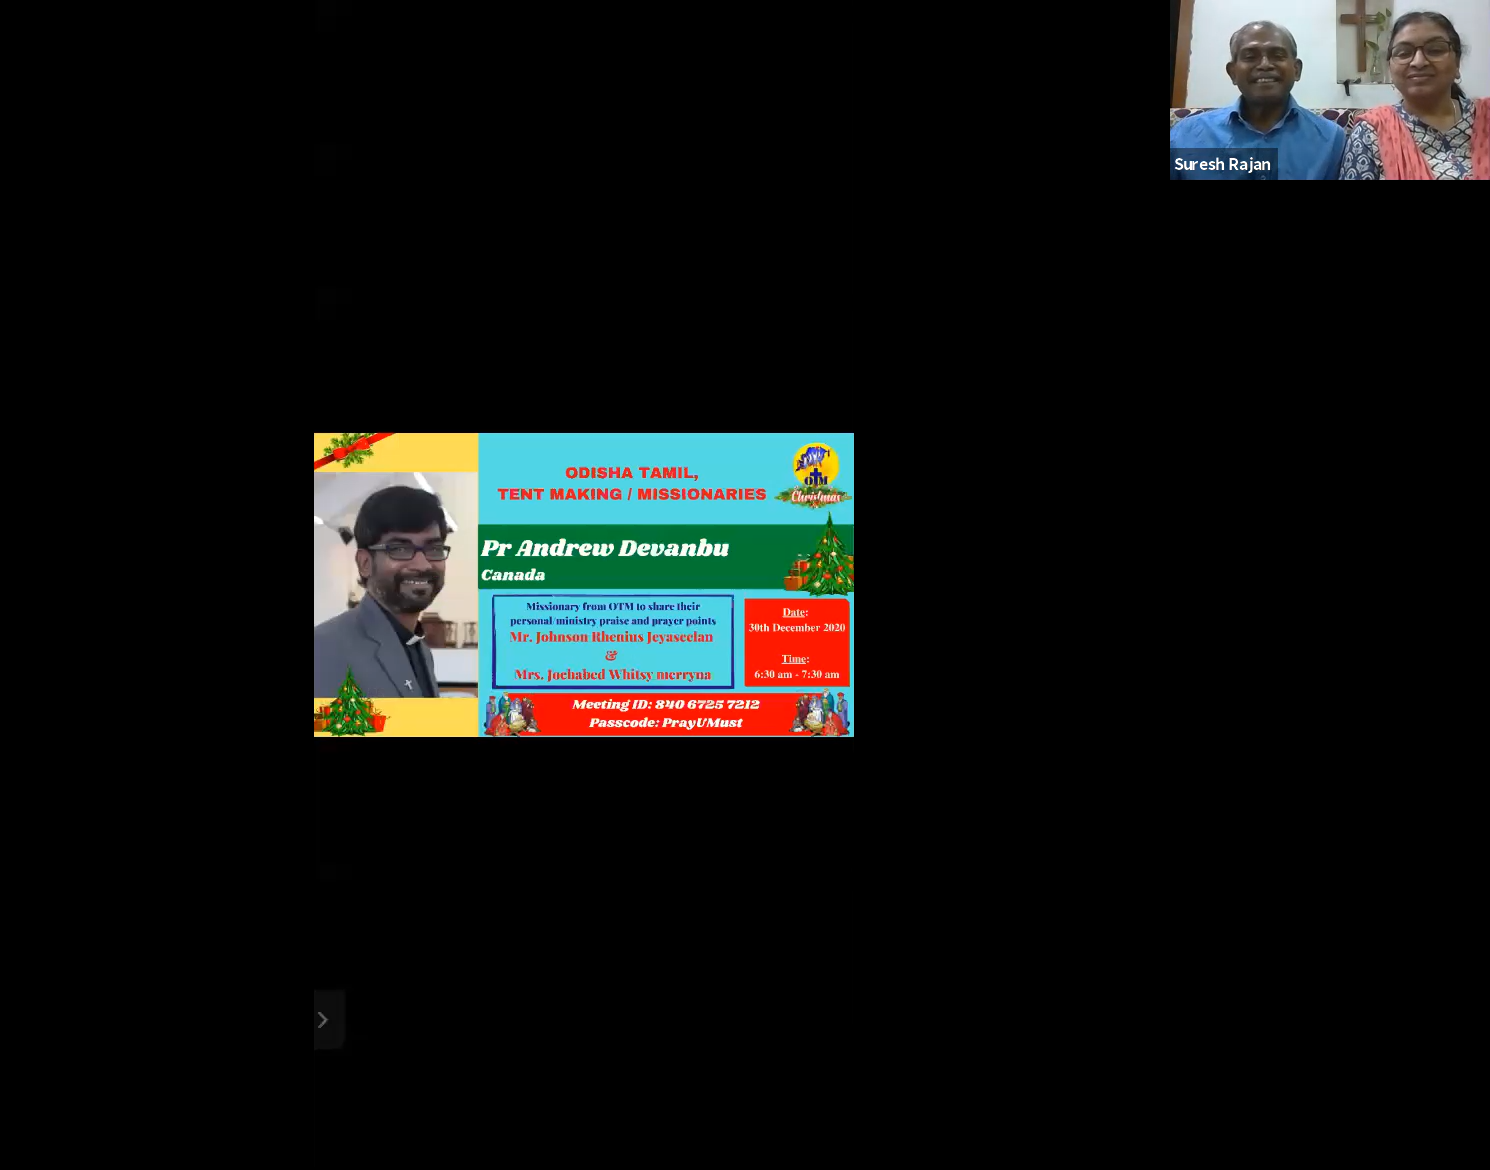 Suresh Rajan
ODISHA TAMIL,
TENT MAKING / MISSIONARIES
OTM
Christmas
Pr Andrew Devanbu
Canada
Missionary from OTM to share their
personal/ministry praise and prayer points
Mr. Johnson Rhenius Jeyaseelan
&
Mrs. Jochabed Whitsy merryna
Date:
30th December 2020
Time:
6:30 am - 7:30 am
Meeting ID: 840 6725 7212
Passcode: PrayUMust